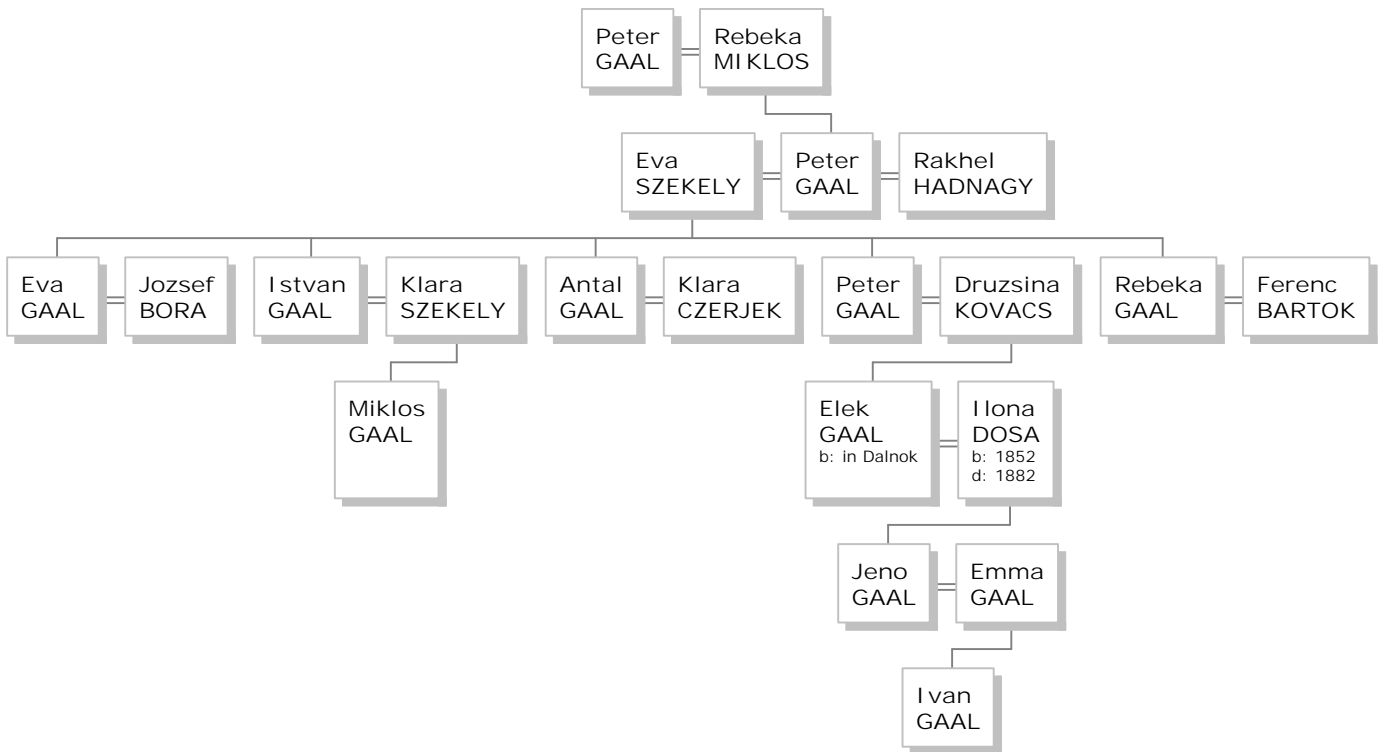 Peter
GAAL
Rebeka
MIKLOS
Eva
SZEKELY
Peter
GAAL
Rakhel
HADNAGY
Eva
GAAL
Jozsef
BORA
Istvan
GAAL
Klara
SZEKELY
Antal
GAAL
Klara
CZERJEK
Peter
GAAL
Druzsina
KOVACS
Rebeka
GAAL
Ferenc
BARTOK
Miklos
GAAL
Elek
GAAL
b: in Dalnok
Ilona
DOSA
b: 1852
d: 1882
Jeno
GAAL
Emma
GAAL
Ivan
GAAL